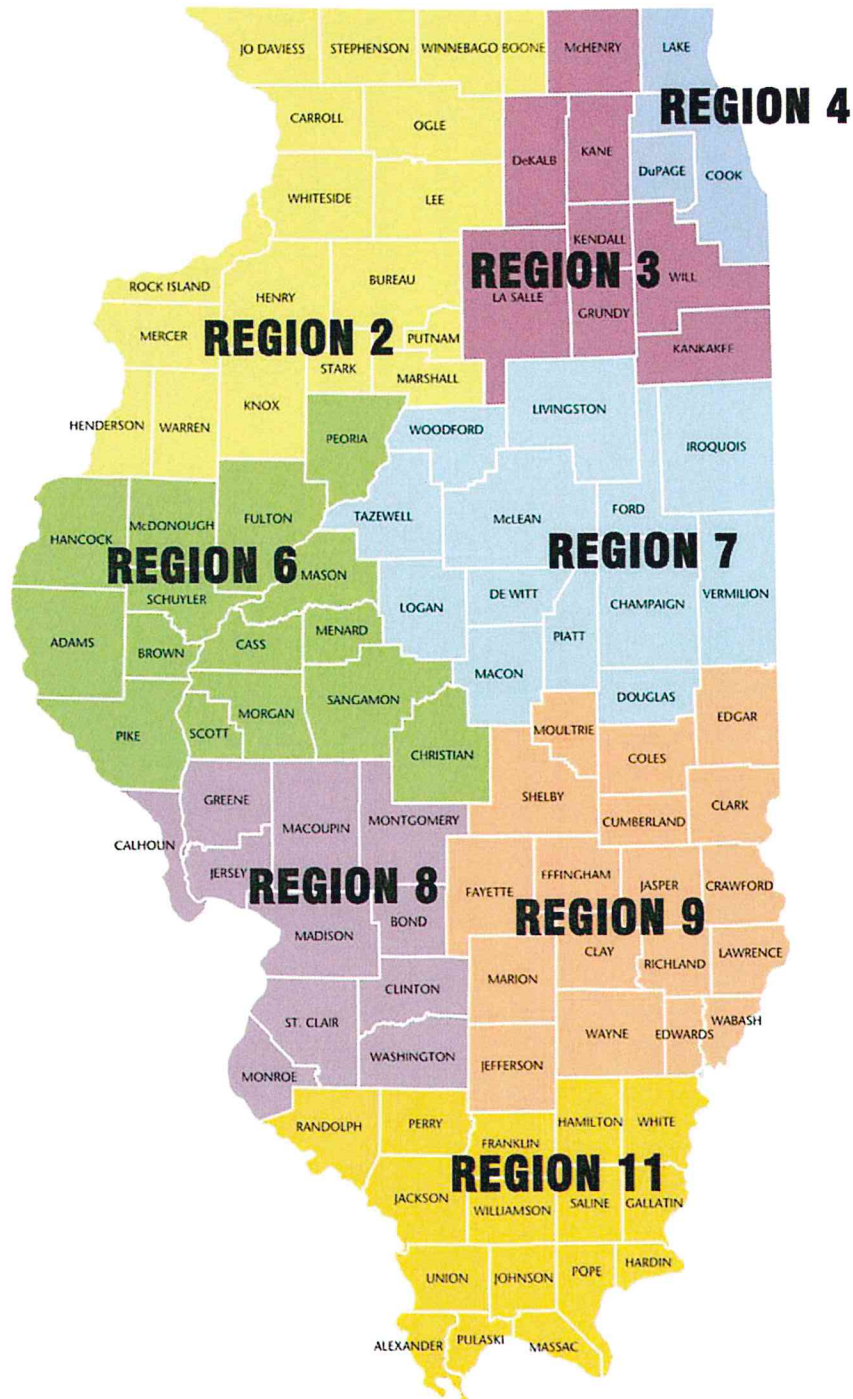 JO DAVIESS STEPHENSON WINNEBAGO BOONE McHENRY LAKE
REGION 4
CARROLL OGLE DeKALB KANE DuPAGE COOK
WHITESIDE LEE
KENDALL
REGION 3
ROCK ISLAND HENRY BUREAU LA SALLE WILL
GRUNDY
MERCER REGION 2 PUTNAM KANKAKEE
STARK MARSHALL
HENDERSON WARREN KNOX PEORIA WOODFORD LIVINGSTON IROQUOIS
HANCOCK McDONOUGH FULTON TAZEWELL McLEAN FORD
REGION 6 REGION 7
MASON
SCHUYLER LOGAN DE WITT CHAMPAIGN VERMILION
ADAMS BROWN CASS MENARD PIATT
MACON
SANGAMON DOUGLAS
PIKE SCOTT MORGAN MOULTRIE EDGAR
CHRISTIAN COLES
GREENE SHELBY CLARK
MACOUPIN MONTGOMERY CUMBERLAND
CALHOUN
JERSEY EFFINGHAM
REGION 8 FAYETTE JASPER CRAWFORD
BOND REGION 9
MADISON CLAY RICHLAND LAWRENCE
MARION
CLINTON
ST. CLAIR WAYNE EDWARDS WABASH
WASHINGTON JEFFERSON
MONROE
RANDOLPH PERRY HAMILTON WHITE
FRANKLIN
REGION 11
JACKSON WILLIAMSON SALINE GALLATIN
UNION JOHNSON POPE HARDIN
ALEXANDER PULASKI MASSAC